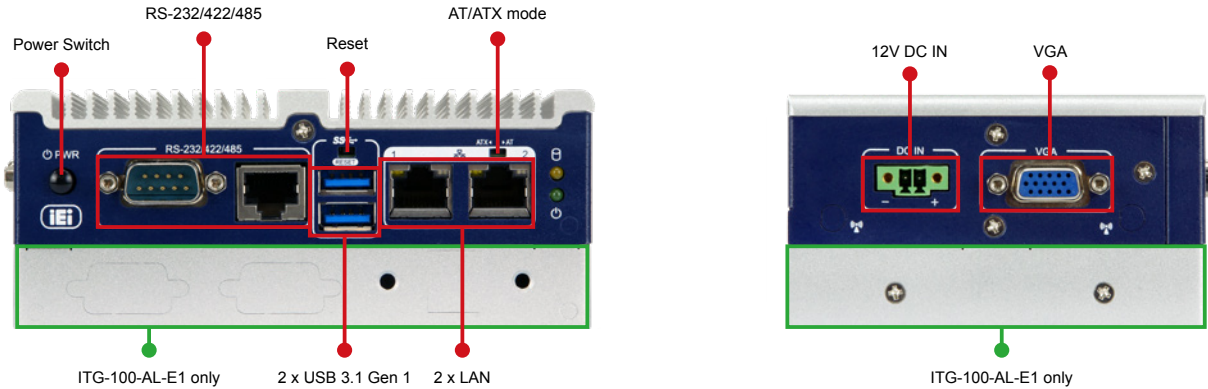 RS-232/422/485
AT/ATX mode
Power Switch
Reset
12V DC IN
VGA
SS
ATX AT
PWR
RS-232/422/485
RESET
1
2
iEi
DC IN
- +
VGA
ITG-100-AL-E1 only
2 x USB 3.1 Gen 1
2 x LAN
ITG-100-AL-E1 only